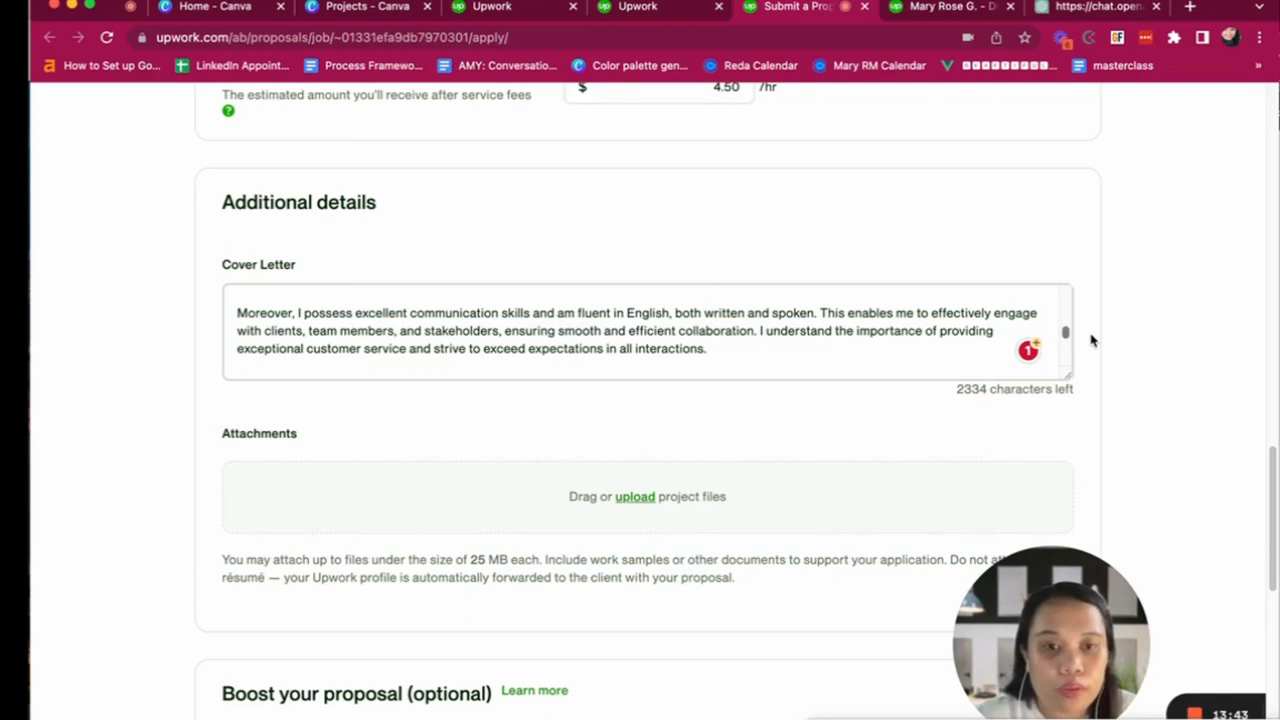 Home - Canva
Projects - Canva
Upwork
Upwork
Submit a Prop
Mary Rose G. - D
https://chat.open
upwork.com/ab/proposals/job/~01331efa9db7970301/apply/
How to Set up Go...
LinkedIn Appoint...
Process Framewo...
AMY: Conversatio...
Color palette gen...
Reda Calendar
Mary RM Calendar
masterclass
»
The estimated amount you'll receive after service fees
?
$ 4.50 /hr
Additional details
Cover Letter
Moreover, I possess excellent communication skills and am fluent in English, both written and spoken. This enables me to effectively engage
with clients, team members, and stakeholders, ensuring smooth and efficient collaboration. I understand the importance of providing
exceptional customer service and strive to exceed expectations in all interactions.
1
2334 characters left
Attachments
Drag or upload project files
You may attach up to files under the size of 25 MB each. Include work samples or other documents to support your application. Do not at
résumé — your Upwork profile is automatically forwarded to the client with your proposal.
Boost your proposal (optional) Learn more
13:43